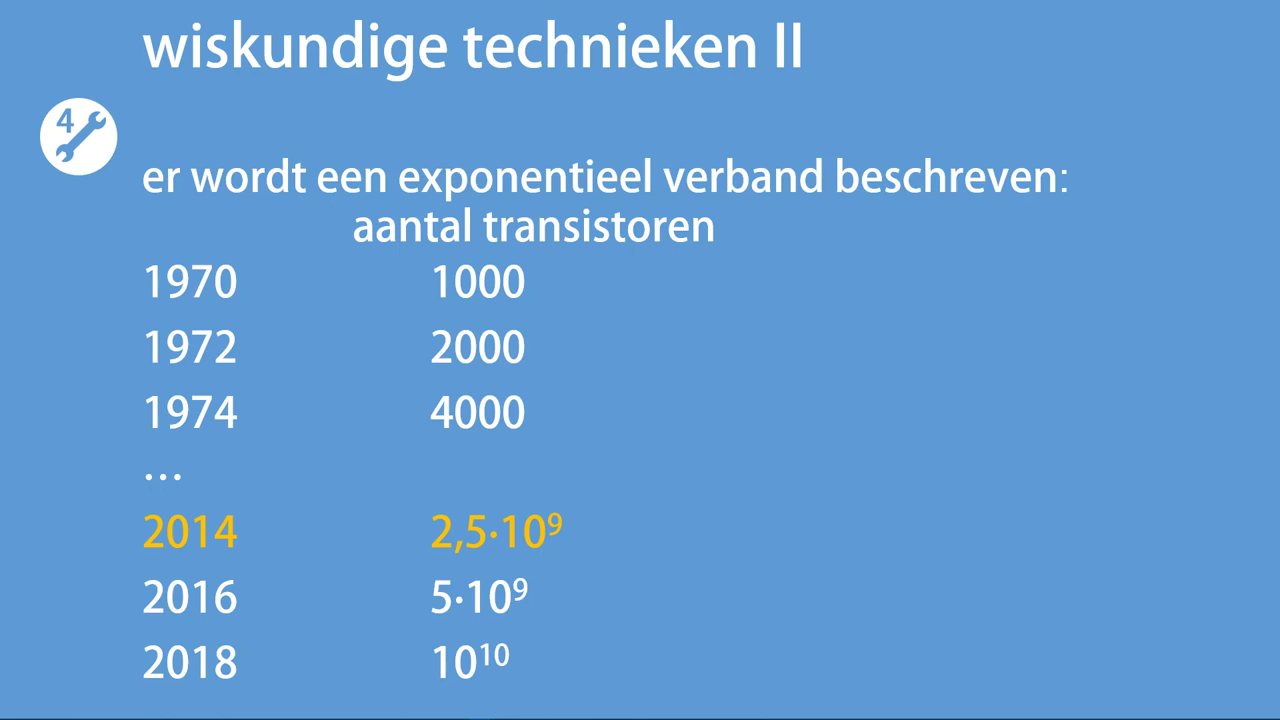 wiskundige technieken II
4
er wordt een exponentieel verband beschreven:
aantal transistoren
1970 1000
1972 2000
1974 4000
...
2014 2,5·10⁹
2016 5·10⁹
2018 10¹⁰